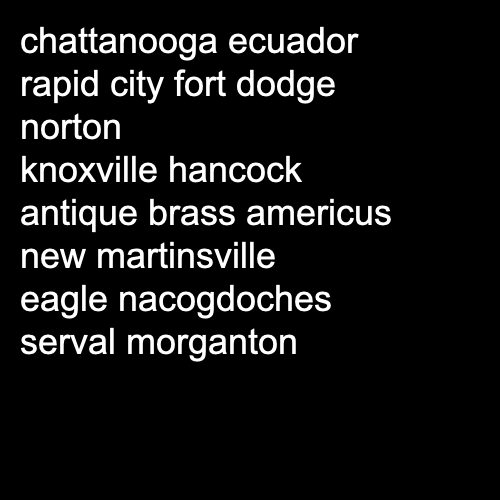 chattanooga ecuador
rapid city fort dodge
norton
knoxville hancock
antique brass americus
new martinsville
eagle nacogdoches
serval morganton